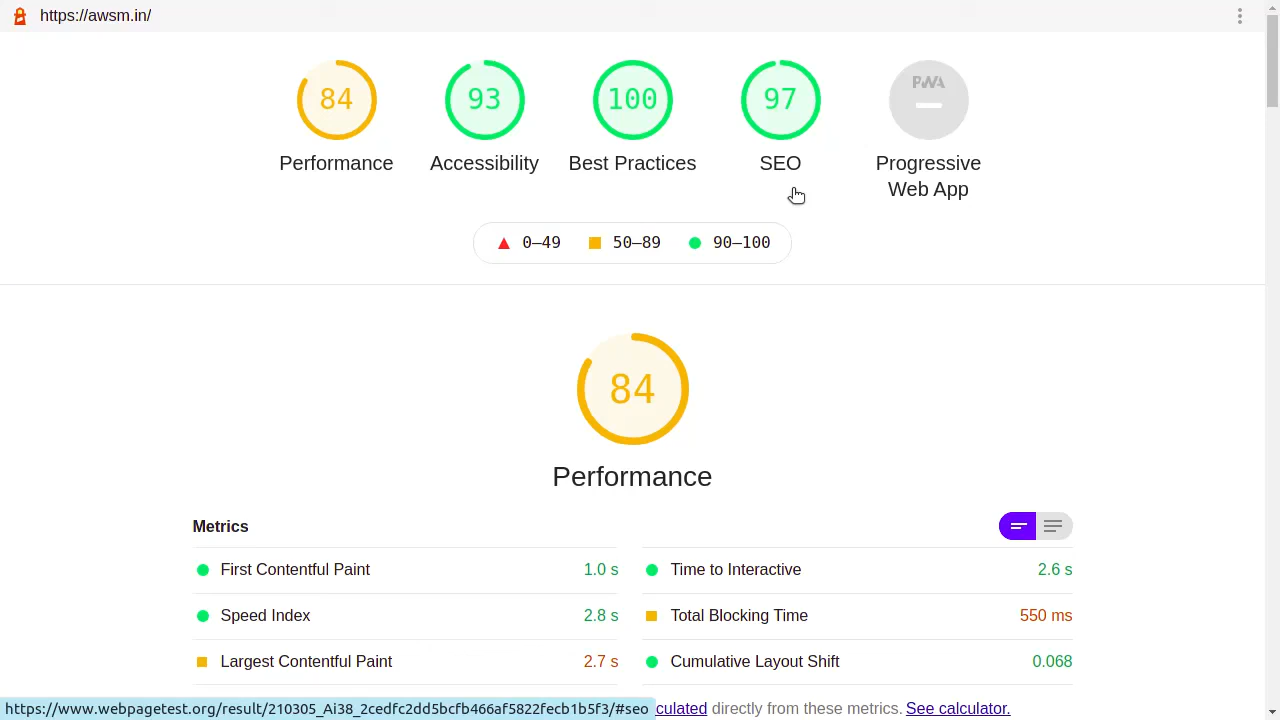 https://awsm.in/
84 93 100 97 PWA
Performance Accessibility Best Practices SEO Progressive Web App
0–49 50–89 90–100
84
Performance
Metrics
First Contentful Paint 1.0 s
Time to Interactive 2.6 s
Speed Index 2.8 s
Total Blocking Time 550 ms
Largest Contentful Paint 2.7 s
Cumulative Layout Shift 0.068
https://www.webpagetest.org/result/210305_Ai38_2cedfc2dd5bcfb466af5822fecb1b5f3/#seo
culated directly from these metrics. See calculator.